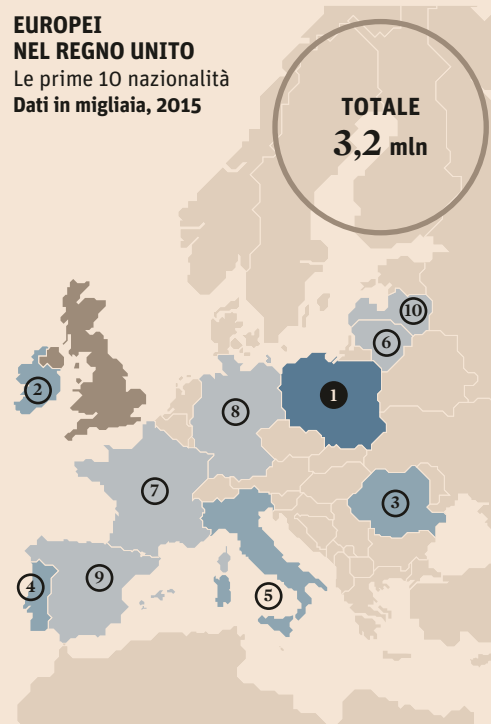 EUROPEI
NEL REGNO UNITO
Le prime 10 nazionalità
Dati in migliaia, 2015
TOTALE
3,2 mln
10
6
2
1
8
7
3
9
4
5